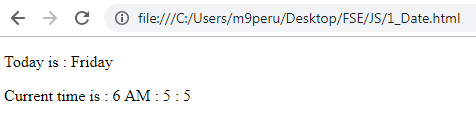 file:///C:/Users/m9peru/Desktop/FSE/JS/1_Date.html
Today is : Friday
Current time is : 6 AM : 5 : 5